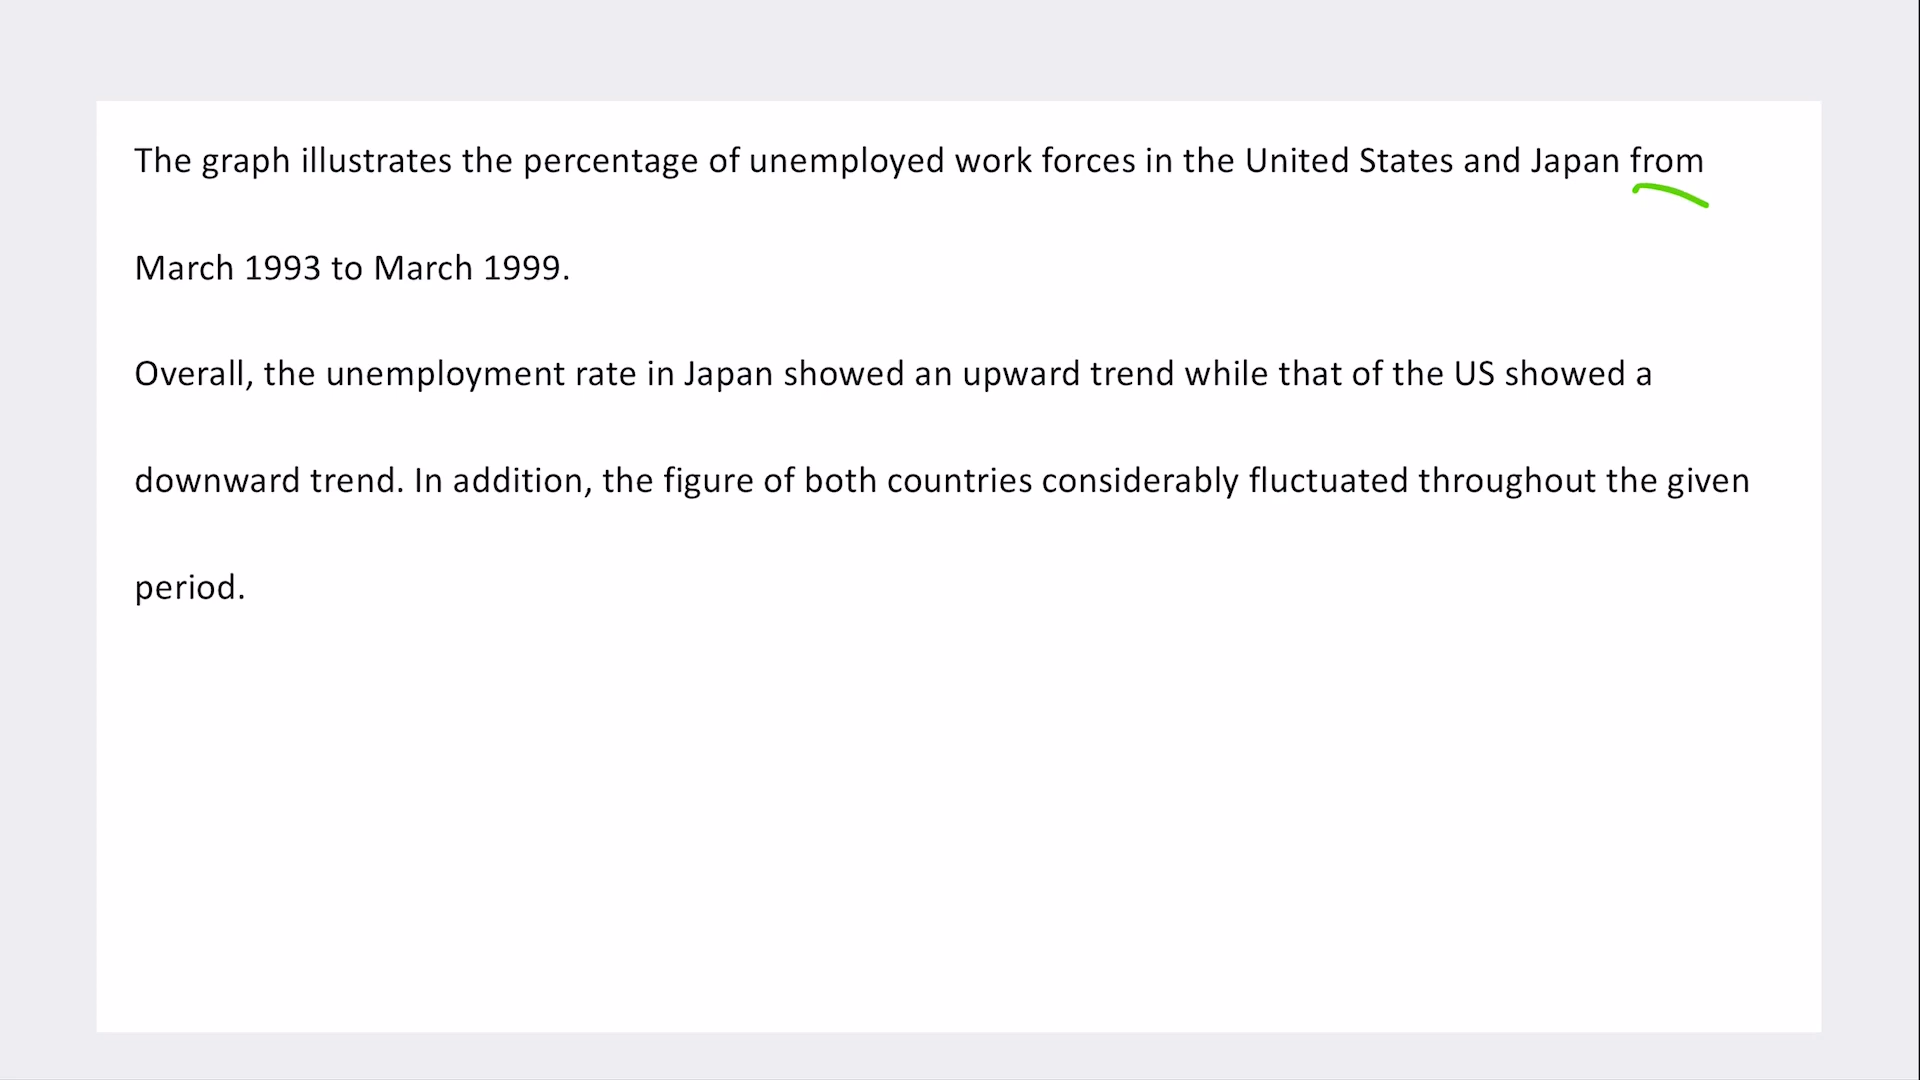 The graph illustrates the percentage of unemployed work forces in the United States and Japan from
March 1993 to March 1999.
Overall, the unemployment rate in Japan showed an upward trend while that of the US showed a
downward trend. In addition, the figure of both countries considerably fluctuated throughout the given
period.